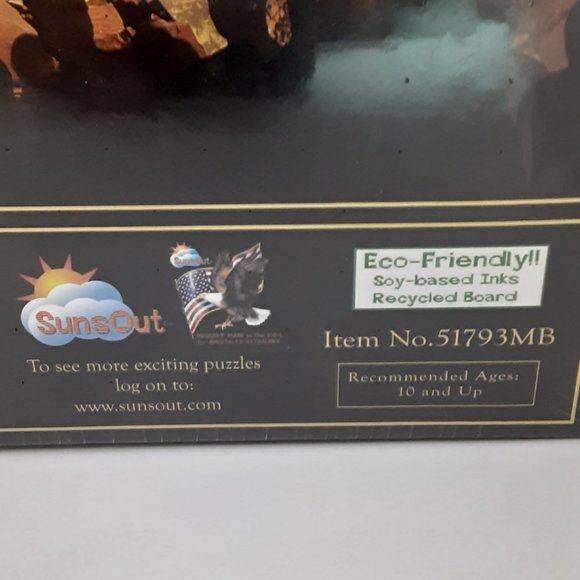 SunsOut
To see more exciting puzzles
log on to:
www.sunsout.com
SunsOut
Eco-Friendly!!
Soy-based Inks
Recycled Board
Item No.51793MB
Recommended Ages:
10 and Up